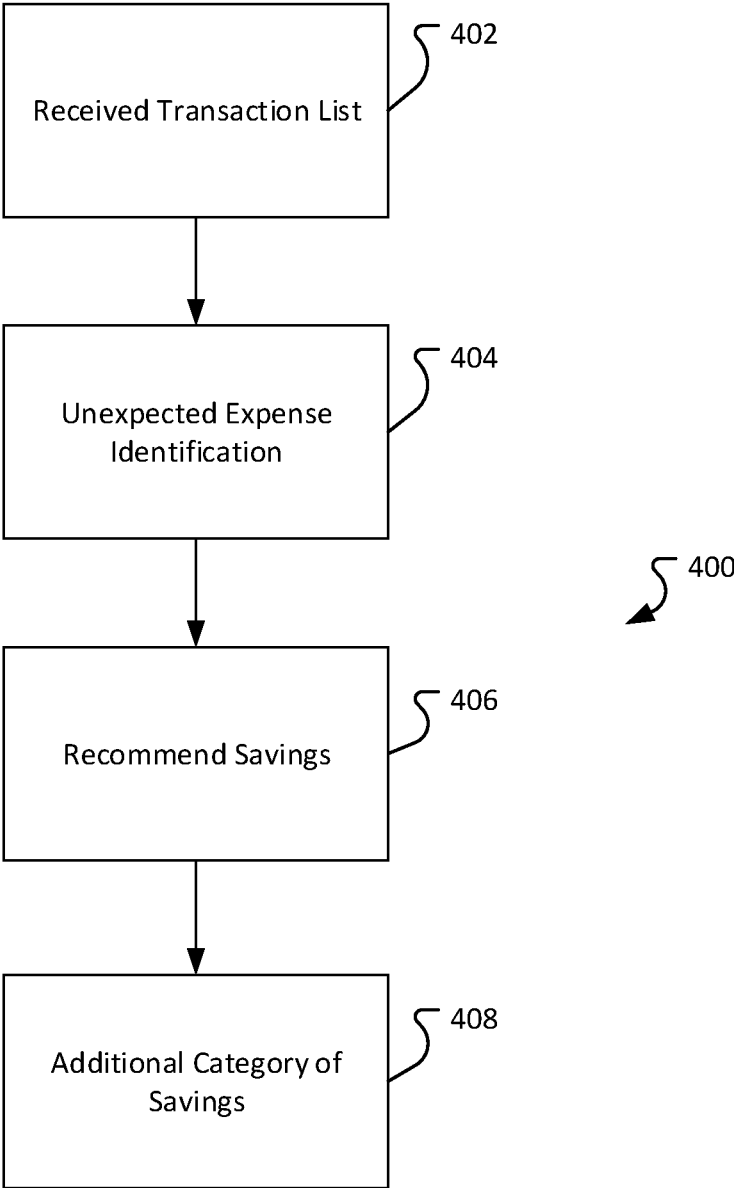 402
Received Transaction List
404
Unexpected Expense
Identification
400
406
Recommend Savings
408
Additional Category of
Savings